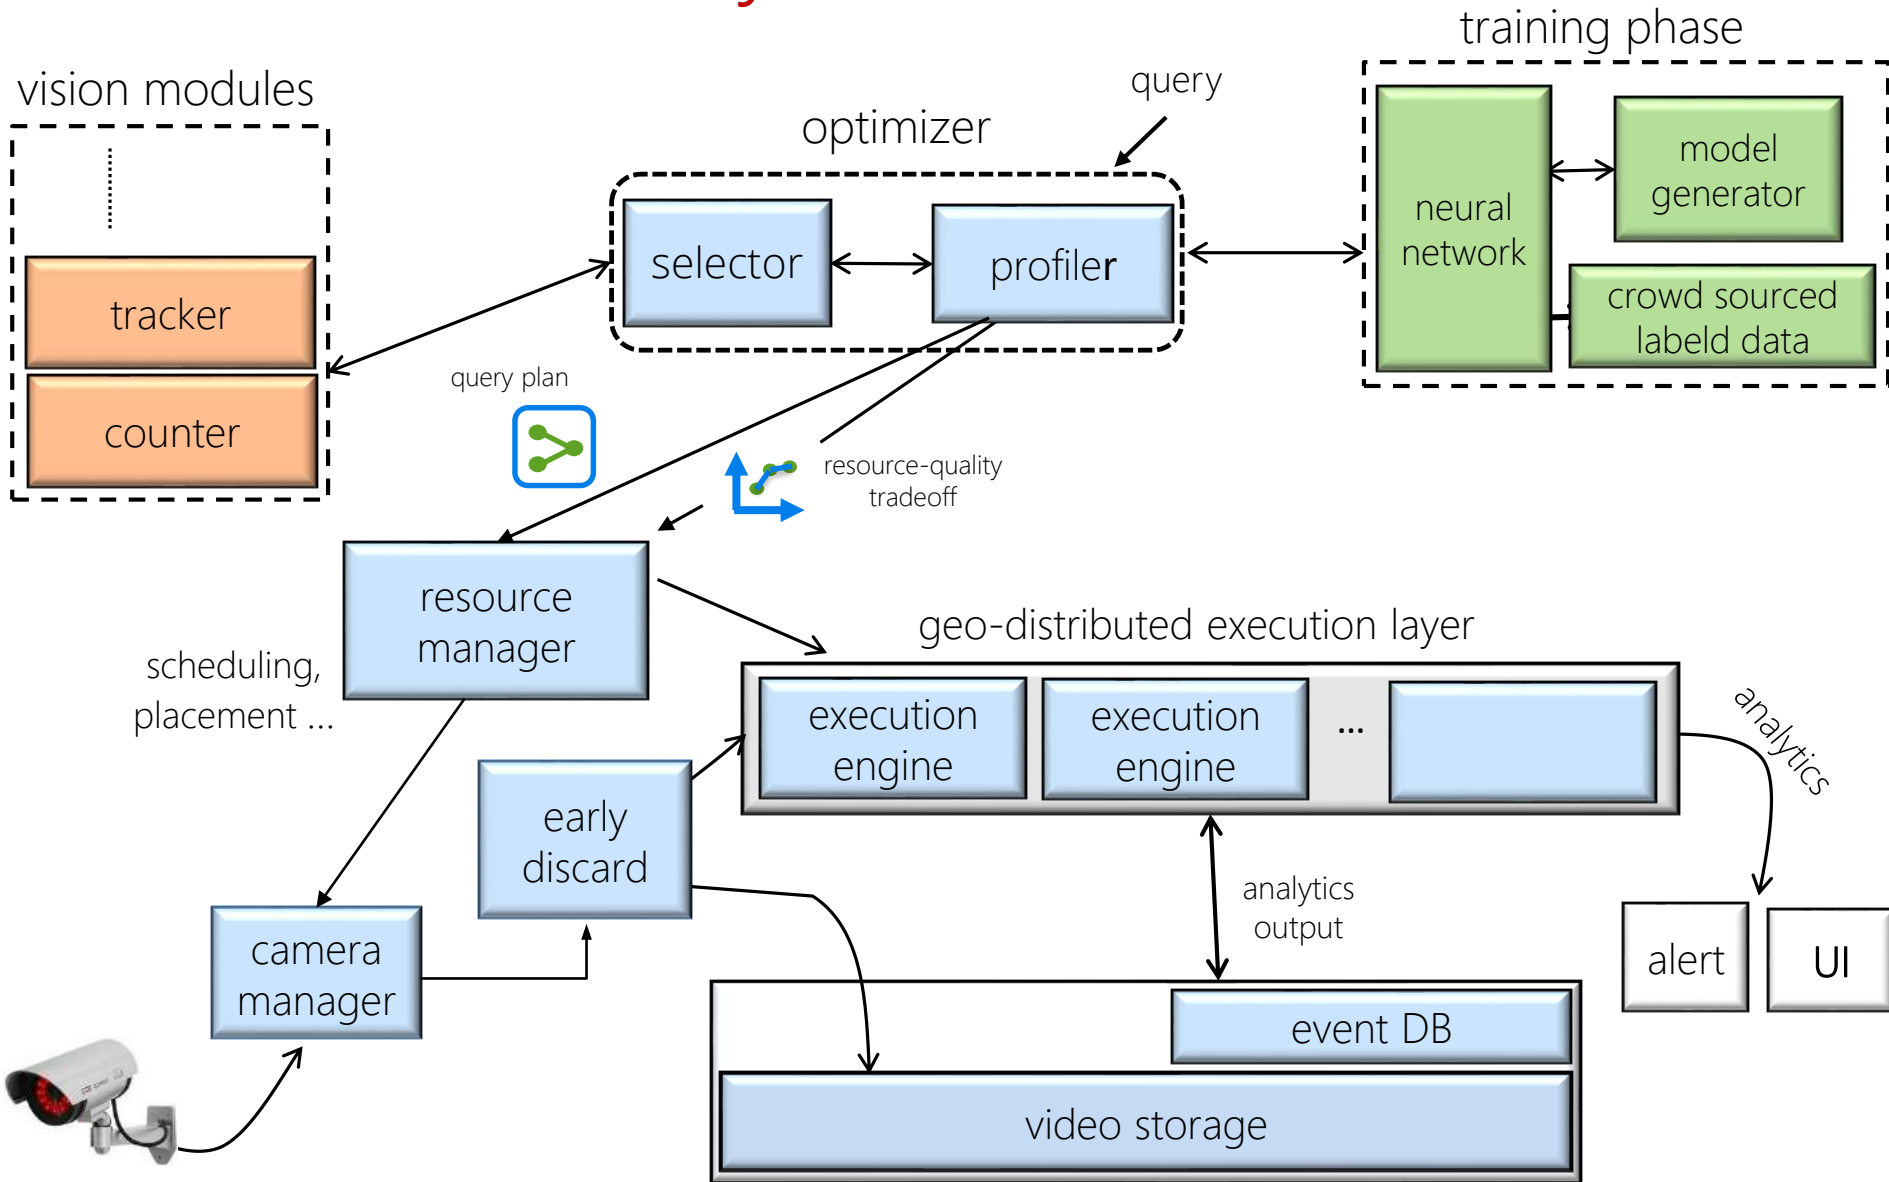 training phase
vision modules
query
optimizer
model
generator
neural
network
selector
profiler
tracker
crowd sourced
labeld data
query plan
counter
resource-quality
tradeoff
resource
manager
geo-distributed execution layer
scheduling,
placement ...
execution
engine
execution
engine
...
analytics
early
discard
analytics
output
camera
manager
alert
UI
event DB
video storage